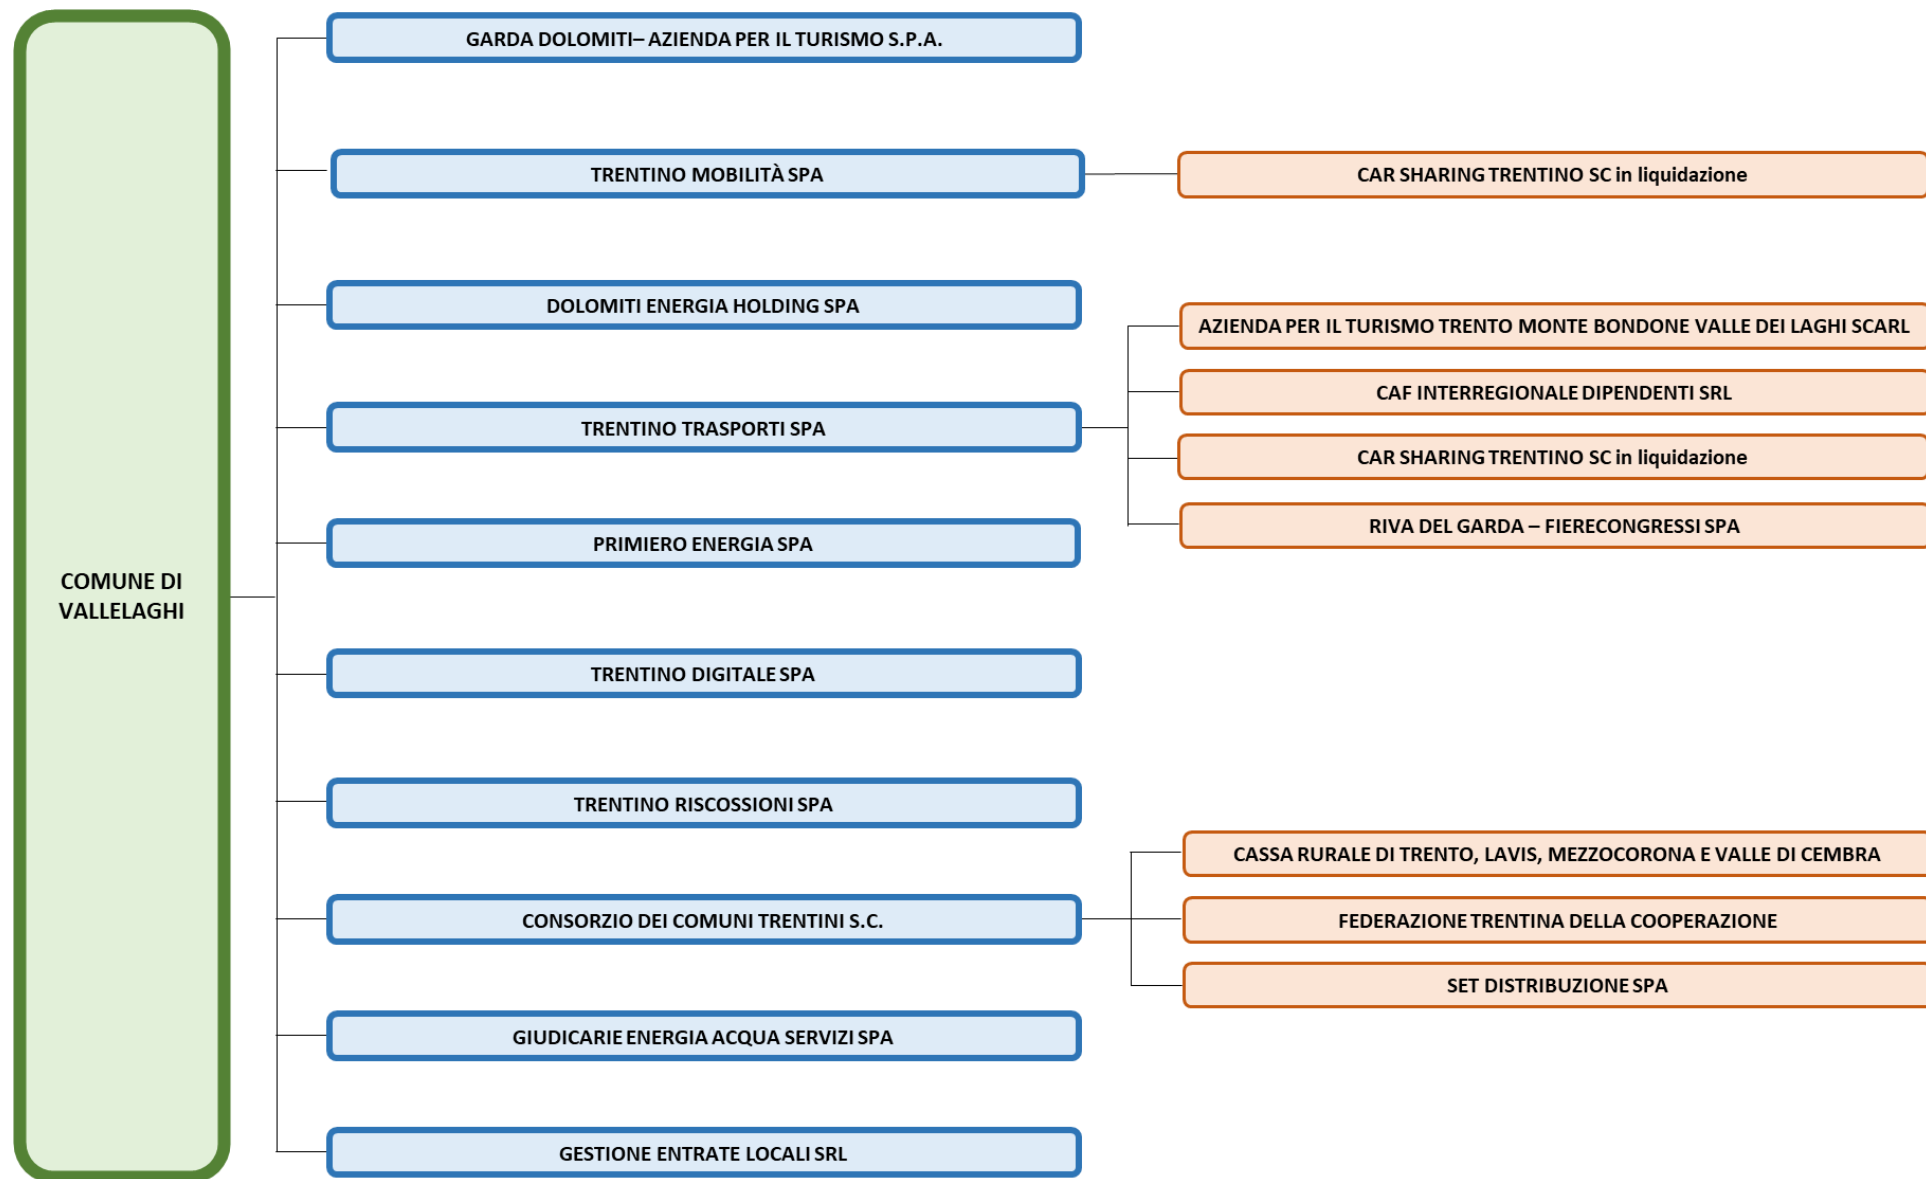 COMUNE DI
VALLELAGHI
GARDA DOLOMITI– AZIENDA PER IL TURISMO S.P.A.
TRENTINO MOBILITÀ SPA
CAR SHARING TRENTINO SC in liquidazione
DOLOMITI ENERGIA HOLDING SPA
TRENTINO TRASPORTI SPA
AZIENDA PER IL TURISMO TRENTO MONTE BONDONE VALLE DEI LAGHI SCARL
CAF INTERREGIONALE DIPENDENTI SRL
CAR SHARING TRENTINO SC in liquidazione
RIVA DEL GARDA – FIERECONGRESSI SPA
PRIMIERO ENERGIA SPA
TRENTINO DIGITALE SPA
TRENTINO RISCOSSIONI SPA
CONSORZIO DEI COMUNI TRENTINI S.C.
CASSA RURALE DI TRENTO, LAVIS, MEZZOCORONA E VALLE DI CEMBRA
FEDERAZIONE TRENTINA DELLA COOPERAZIONE
SET DISTRIBUZIONE SPA
GIUDICARIE ENERGIA ACQUA SERVIZI SPA
GESTIONE ENTRATE LOCALI SRL